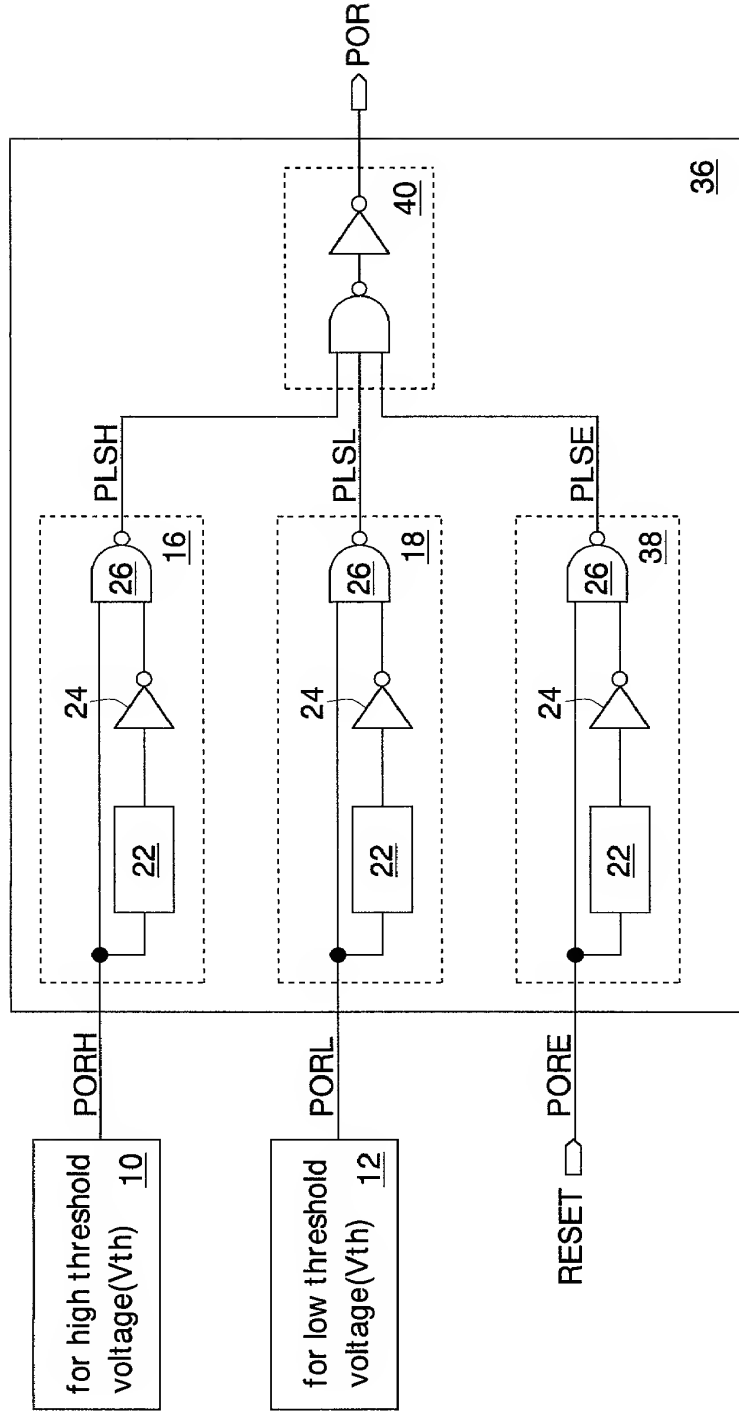 for high threshold
voltage(Vth) 10
PORH
22
24
26
16
PLSH
for low threshold
voltage(Vth) 12
PORL
22
24
26
18
PLSL
RESET
PORE
22
24
26
38
PLSE
40
POR
36